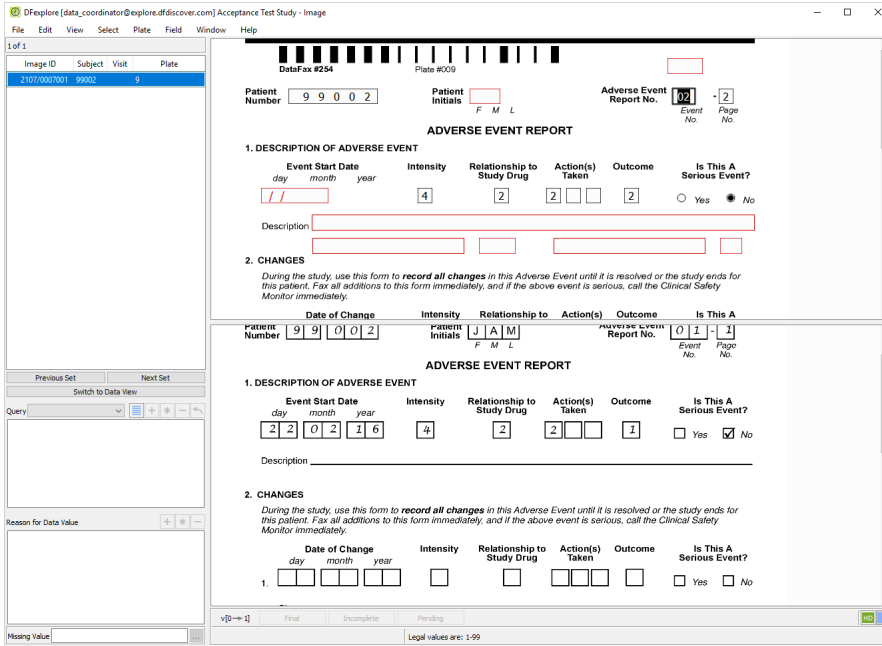 DFexplore [data_coordinator@explore.dfdiscover.com] Acceptance Test Study - Image
File Edit View Select Plate Field Window Help
1 of 1
Image ID Subject Visit Plate
2107/0007001 99002 9
Previous Set Next Set
Switch to Data View
Query
Reason for Data Value
Missing Value ...
DataFax #254 Plate #009
Patient Number 9 9 0 0 2 Patient Initials Adverse Event Report No. 02 - 2
F M L Event No. Page No.
ADVERSE EVENT REPORT
1. DESCRIPTION OF ADVERSE EVENT
Event Start Date Intensity Relationship to Study Drug Action(s) Taken Outcome Is This A Serious Event?
day month year
/ / 4 2 2 2 Yes No
Description
2. CHANGES
During the study, use this form to record all changes in this Adverse Event until it is resolved or the study ends for
this patient. Fax all additions to this form immediately, and if the above event is serious, call the Clinical Safety
Monitor immediately.
Date of Change Intensity Relationship to Action(s) Outcome Is This A
Patient Number 9 9 0 0 2 Patient Initials J A M Adverse Event Report No. 0 1 - 1
F M L Event No. Page No.
ADVERSE EVENT REPORT
1. DESCRIPTION OF ADVERSE EVENT
Event Start Date Intensity Relationship to Study Drug Action(s) Taken Outcome Is This A Serious Event?
day month year
2 2 0 2 1 6 4 2 2 1 Yes No
Description
2. CHANGES
During the study, use this form to record all changes in this Adverse Event until it is resolved or the study ends for
this patient. Fax all additions to this form immediately, and if the above event is serious, call the Clinical Safety
Monitor immediately.
Date of Change Intensity Relationship to Study Drug Action(s) Taken Outcome Is This A Serious Event?
day month year
1. Yes No
v[0→1] Final Incomplete Pending HD
Legal values are: 1-99